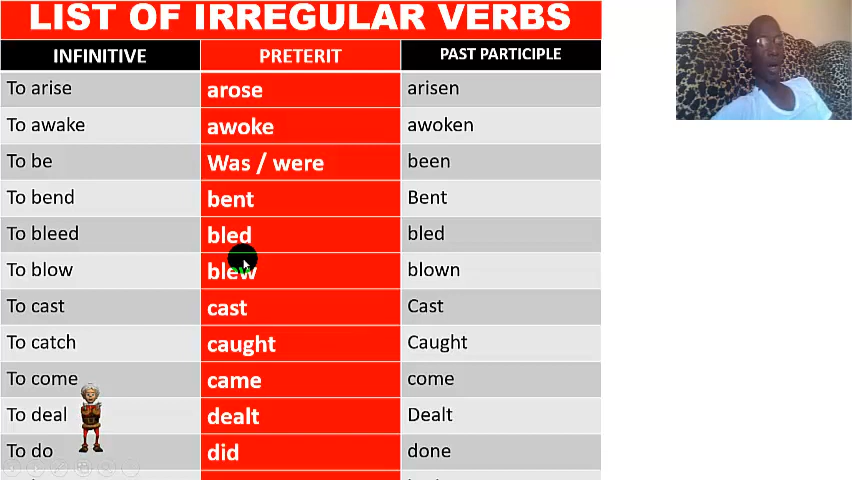 LIST OF IRREGULAR VERBS
INFINITIVE PRETERIT PAST PARTICIPLE
To arise arose arisen
To awake awoke awoken
To be Was / were been
To bend bent Bent
To bleed bled bled
To blow blew blown
To cast cast Cast
To catch caught Caught
To come came come
To deal dealt Dealt
To do did done